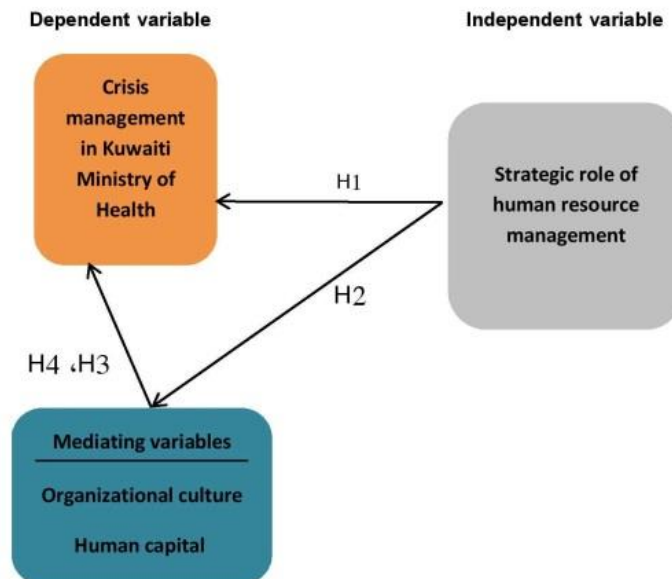 Dependent variable
Independent variable
Crisis
management
in Kuwaiti
Ministry of
Health
H1
Strategic role of
human resource
management
H2
H4 ،H3
Mediating variables
Organizational culture
Human capital